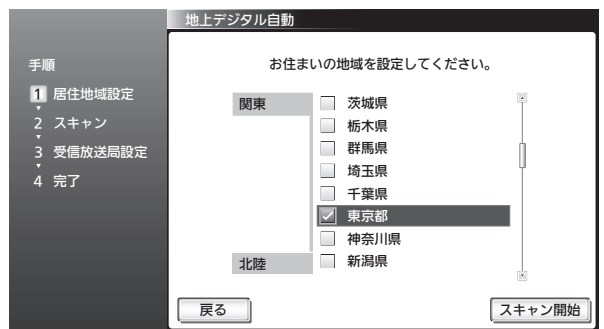 地上デジタル自動
手順
1 居住地域設定
2 スキャン
3 受信放送局設定
4 完了
お住まいの地域を設定してください。
関東
茨城県
栃木県
群馬県
埼玉県
千葉県
東京都
神奈川県
北陸
新潟県
戻る
スキャン開始